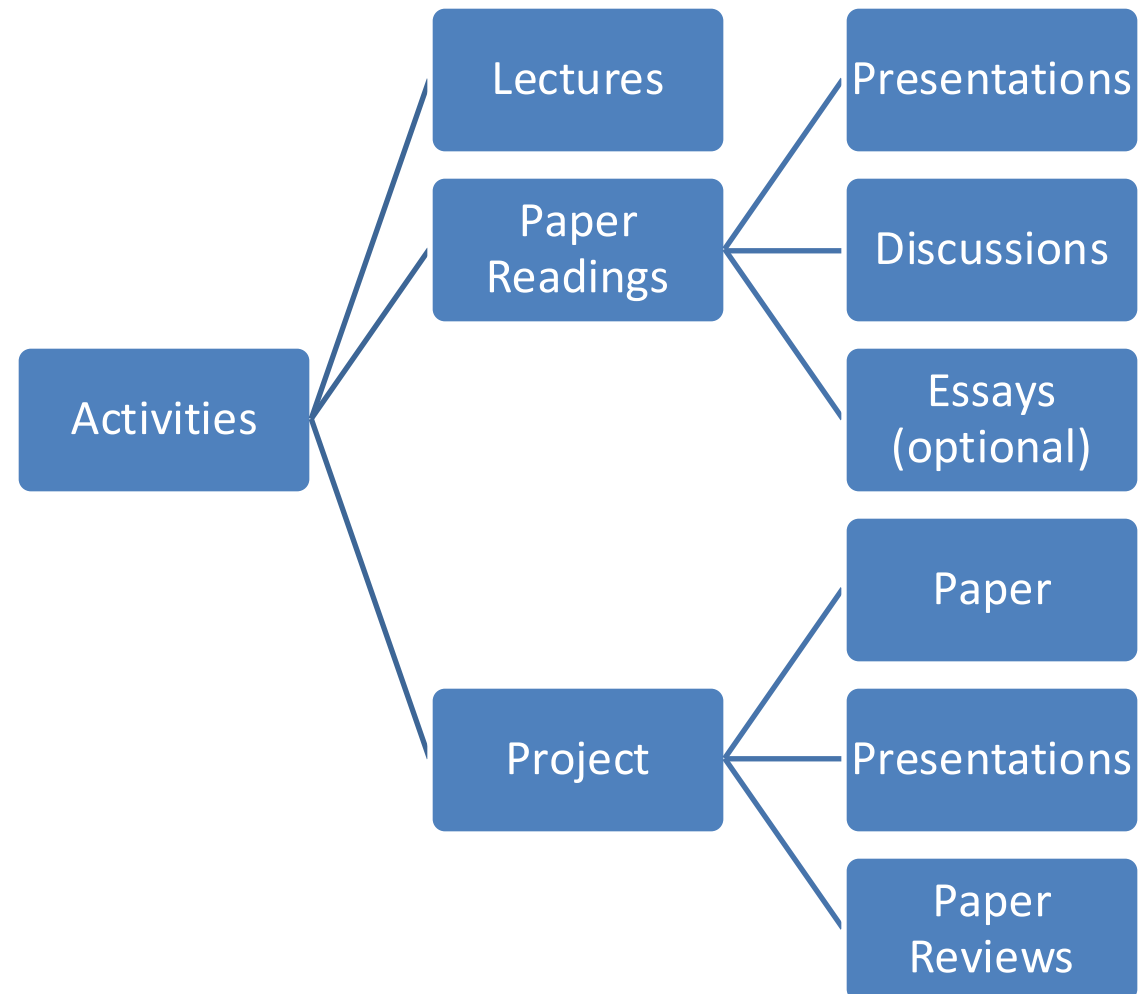 Activities
Lectures
Paper
Readings
Presentations
Discussions
Essays
(optional)
Project
Paper
Presentations
Paper
Reviews